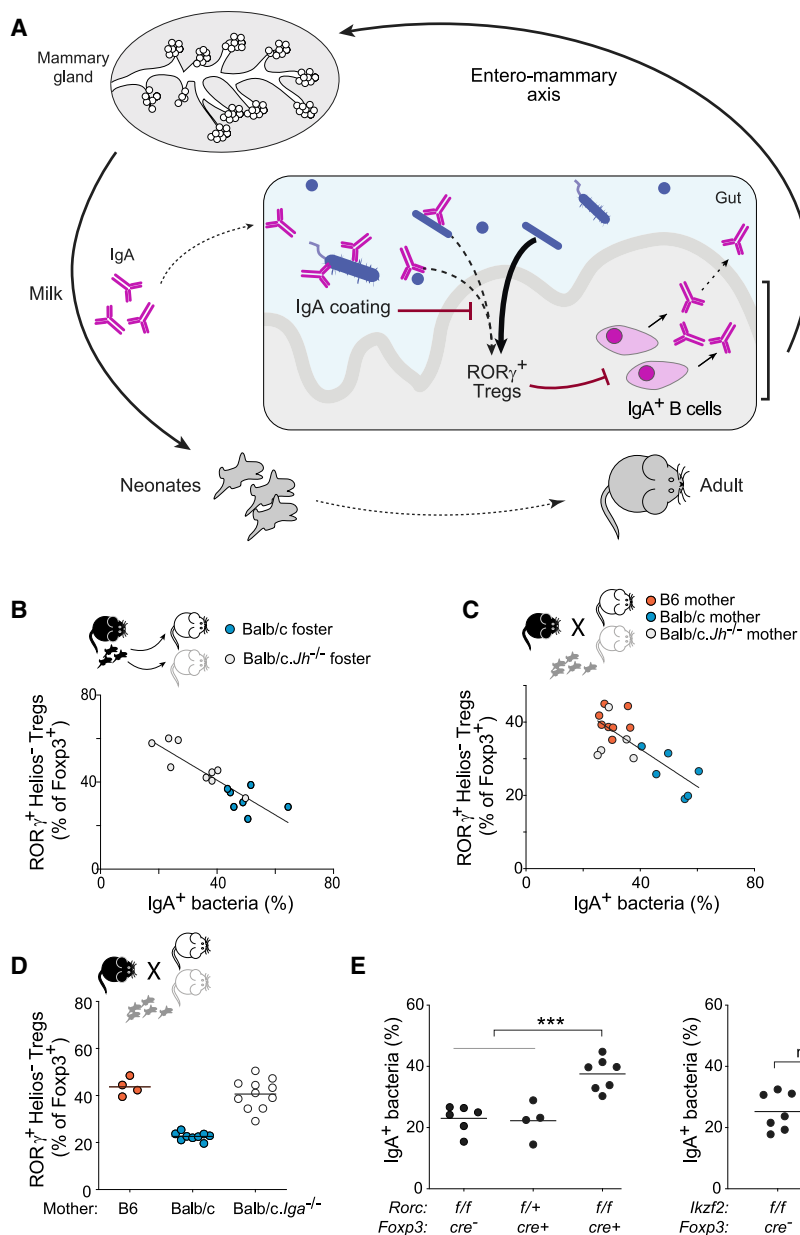 A
Mammary
gland
Entero-mammary
axis
Gut
IgA
Milk
IgA coating
RORγ+
Tregs
IgA+ B cells
Neonates
Adult
B
Balb/c foster
Balb/c.Jh-/- foster
RORγ+ Helios- Tregs
(% of Foxp3+)
80
40
0
0
40
80
IgA+ bacteria (%)
C
B6 mother
Balb/c mother
Balb/c.Jh-/- mother
X
RORγ+ Helios- Tregs
(% of Foxp3+)
60
40
20
0
0
40
80
IgA+ bacteria (%)
D
X
RORγ+ Helios- Tregs
(% of Foxp3+)
80
60
40
20
0
Mother: B6 Balb/c Balb/c.Iga-/-
E
IgA+ bacteria (%)
60
40
20
0
***
Rorc: f/f f/+ f/f
Foxp3: cre- cre+ cre+
IgA+ bacteria (%)
60
40
20
0
Ikzf2: f/f
Foxp3: cre-